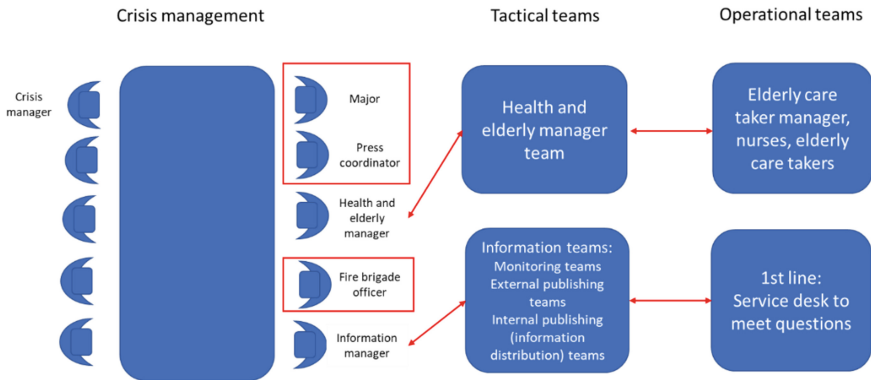 Crisis management
Tactical teams
Operational teams
Crisis
manager
Major
Press
coordinator
Health and
elderly
manager
Fire brigade
officer
Information
manager
Health and
elderly manager
team
Information teams:
Monitoring teams
External publishing
teams
Internal publishing
(information
distribution) teams
Elderly care
taker manager,
nurses, elderly
care takers
1st line:
Service desk to
meet questions